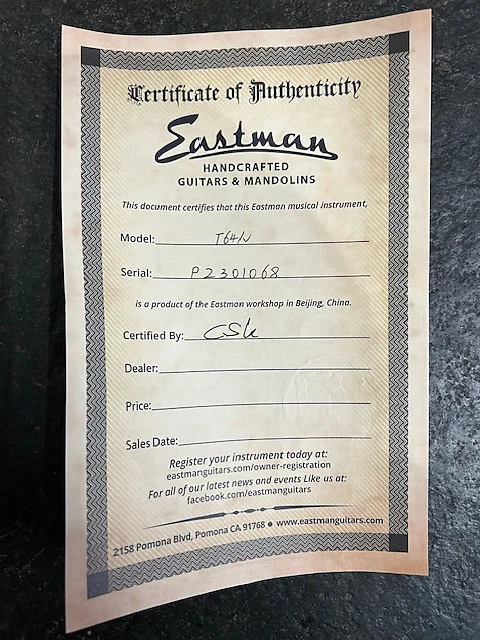 Certificate of Authenticity
Eastman
HANDCRAFTED
GUITARS & MANDOLINS
This document certifies that this Eastman musical instrument,
Model: T64/N
Serial: P2301068
is a product of the Eastman workshop in Beijing, China.
Certified By:
Dealer:
Price:
Sales Date:
Register your instrument today at:
eastmanguitars.com/owner-registration
For all of our latest news and events Like us at:
facebook.com/eastmanguitars
2158 Pomona Blvd, Pomona CA 91768 ● www.eastmanguitars.com